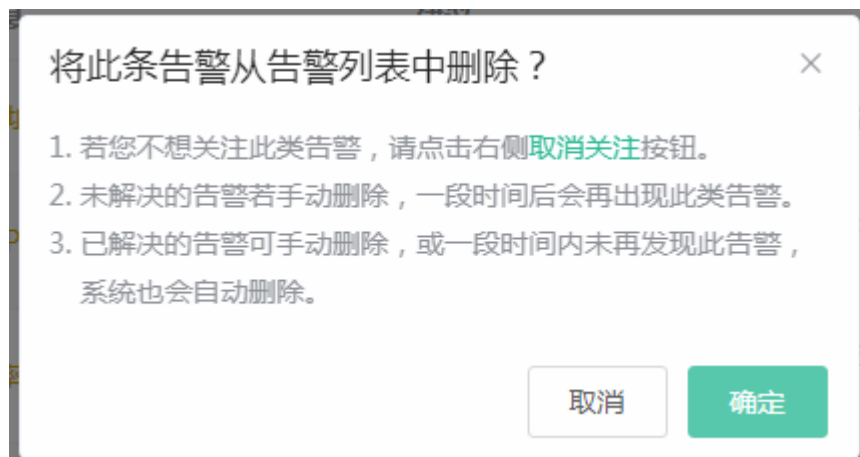 将此条告警从告警列表中删除？
1. 若您不想关注此类告警，请点击右侧取消关注按钮。
2. 未解决的告警若手动删除，一段时间后会再出现此类告警。
3. 已解决的告警可手动删除，或一段时间内未再发现此告警，
系统也会自动删除。
取消
确定